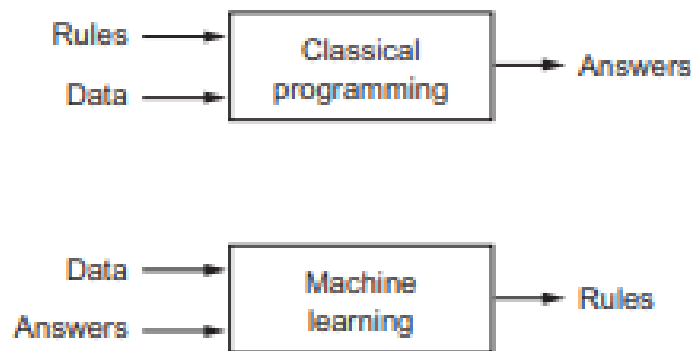 Rules
Data
Classical
programming
Answers
Data
Answers
Machine
learning
Rules